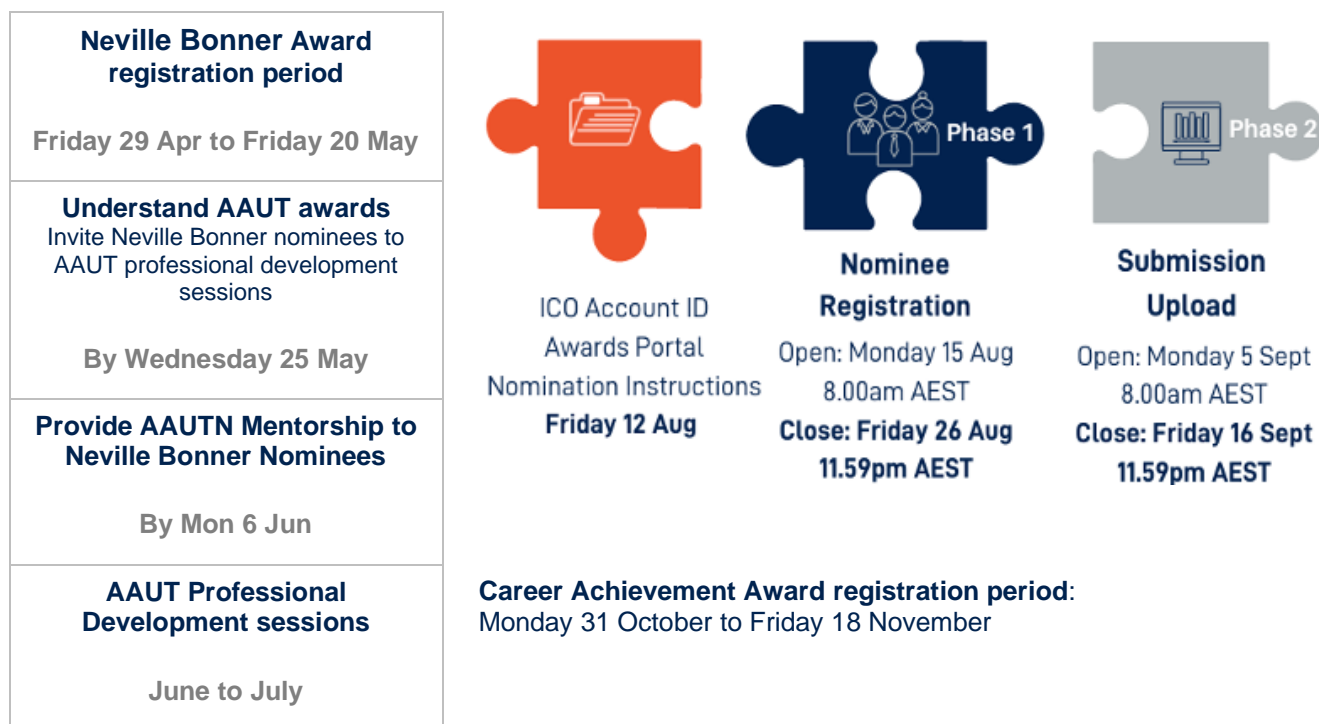 Neville Bonner Award
registration period
Friday 29 Apr to Friday 20 May
Understand AAUT awards
Invite Neville Bonner nominees to
AAUT professional development
sessions
By Wednesday 25 May
Provide AAUTN Mentorship to
Neville Bonner Nominees
By Mon 6 Jun
AAUT Professional
Development sessions
June to July
ICO Account ID
Awards Portal
Nomination Instructions
Friday 12 Aug
Phase 1
Nominee
Registration
Open: Monday 15 Aug
8.00am AEST
Close: Friday 26 Aug
11.59pm AEST
Phase 2
Submission
Upload
Open: Monday 5 Sept
8.00am AEST
Close: Friday 16 Sept
11.59pm AEST
Career Achievement Award registration period:
Monday 31 October to Friday 18 November